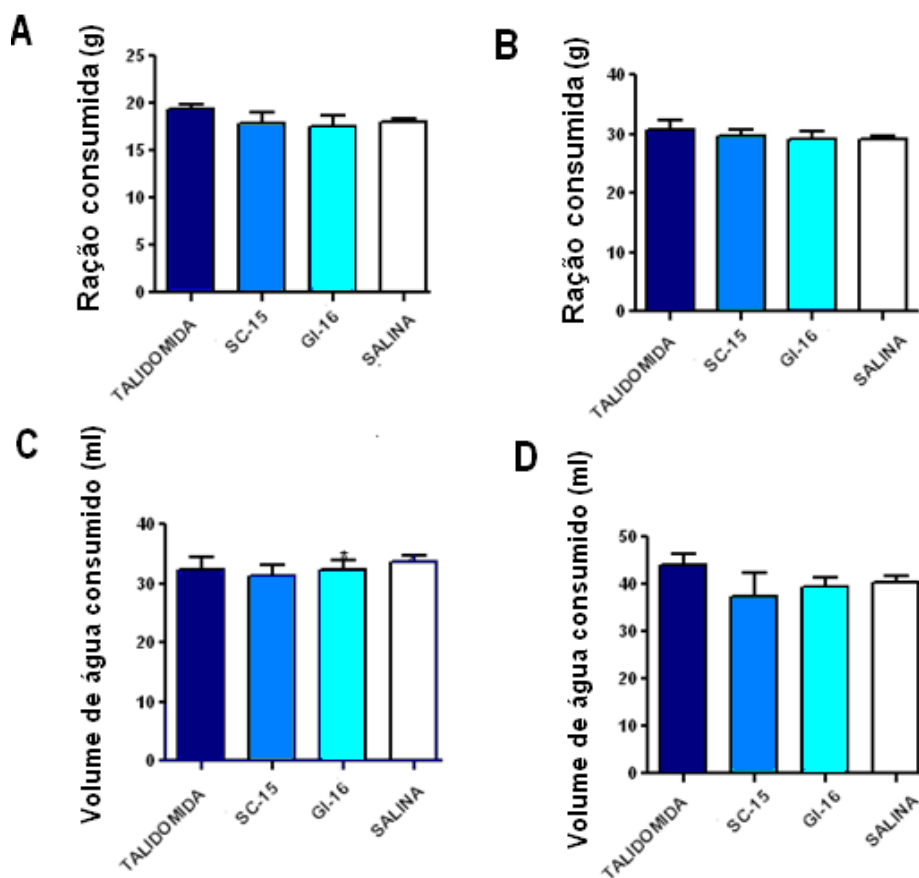 A
Ração consumida (g)
25
20
15
10
5
0
TALIDOMIDA
SC-15
GI-16
SALINA
B
Ração consumida (g)
40
30
20
10
0
TALIDOMIDA
SC-15
GI-16
SALINA
C
Volume de água consumido (ml)
40
30
20
10
0
TALIDOMIDA
SC-15
GI-16
SALINA
D
Volume de água consumido (ml)
50
40
30
20
10
0
TALIDOMIDA
SC-15
GI-16
SALINA